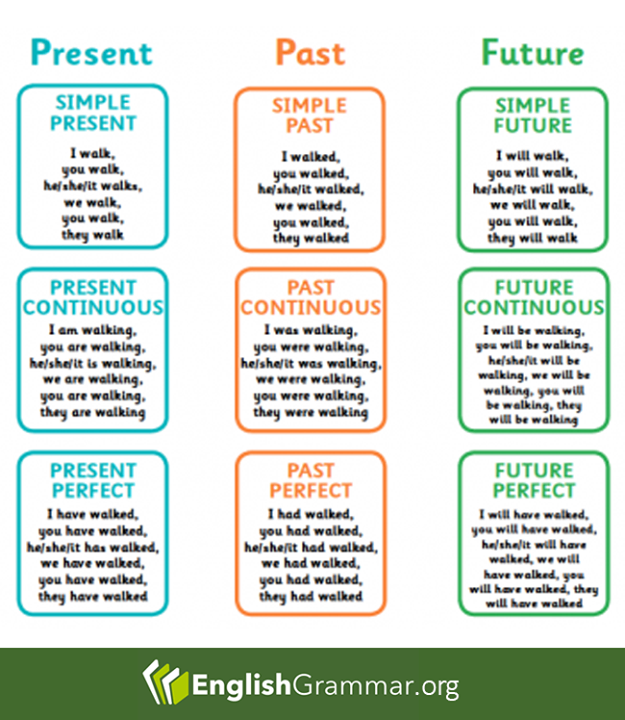 Present
SIMPLE
PRESENT
I walk,
you walk,
he/she/it walks,
we walk,
you walk,
they walk
PRESENT
CONTINUOUS
I am walking,
you are walking,
he/she/it is walking,
we are walking,
you are walking,
they are walking
PRESENT
PERFECT
I have walked,
you have walked,
he/she/it has walked,
we have walked,
you have walked,
they have walked
Past
SIMPLE
PAST
I walked,
you walked,
he/she/it walked,
we walked,
you walked,
they walked
PAST
CONTINUOUS
I was walking,
you were walking,
he/she/it was walking,
we were walking,
you were walking,
they were walking
PAST
PERFECT
I had walked,
you had walked,
he/she/it had walked,
we had walked,
you had walked,
they had walked
Future
SIMPLE
FUTURE
I will walk,
you will walk,
he/she/it will walk,
we will walk,
you will walk,
they will walk
FUTURE
CONTINUOUS
I will be walking,
you will be walking,
he/she/it will be
walking, we will be
walking, you will
be walking, they
will be walking
FUTURE
PERFECT
I will have walked,
you will have walked,
he/she/it will have
walked, we will
have walked, you
will have walked, they
will have walked
EnglishGrammar.org